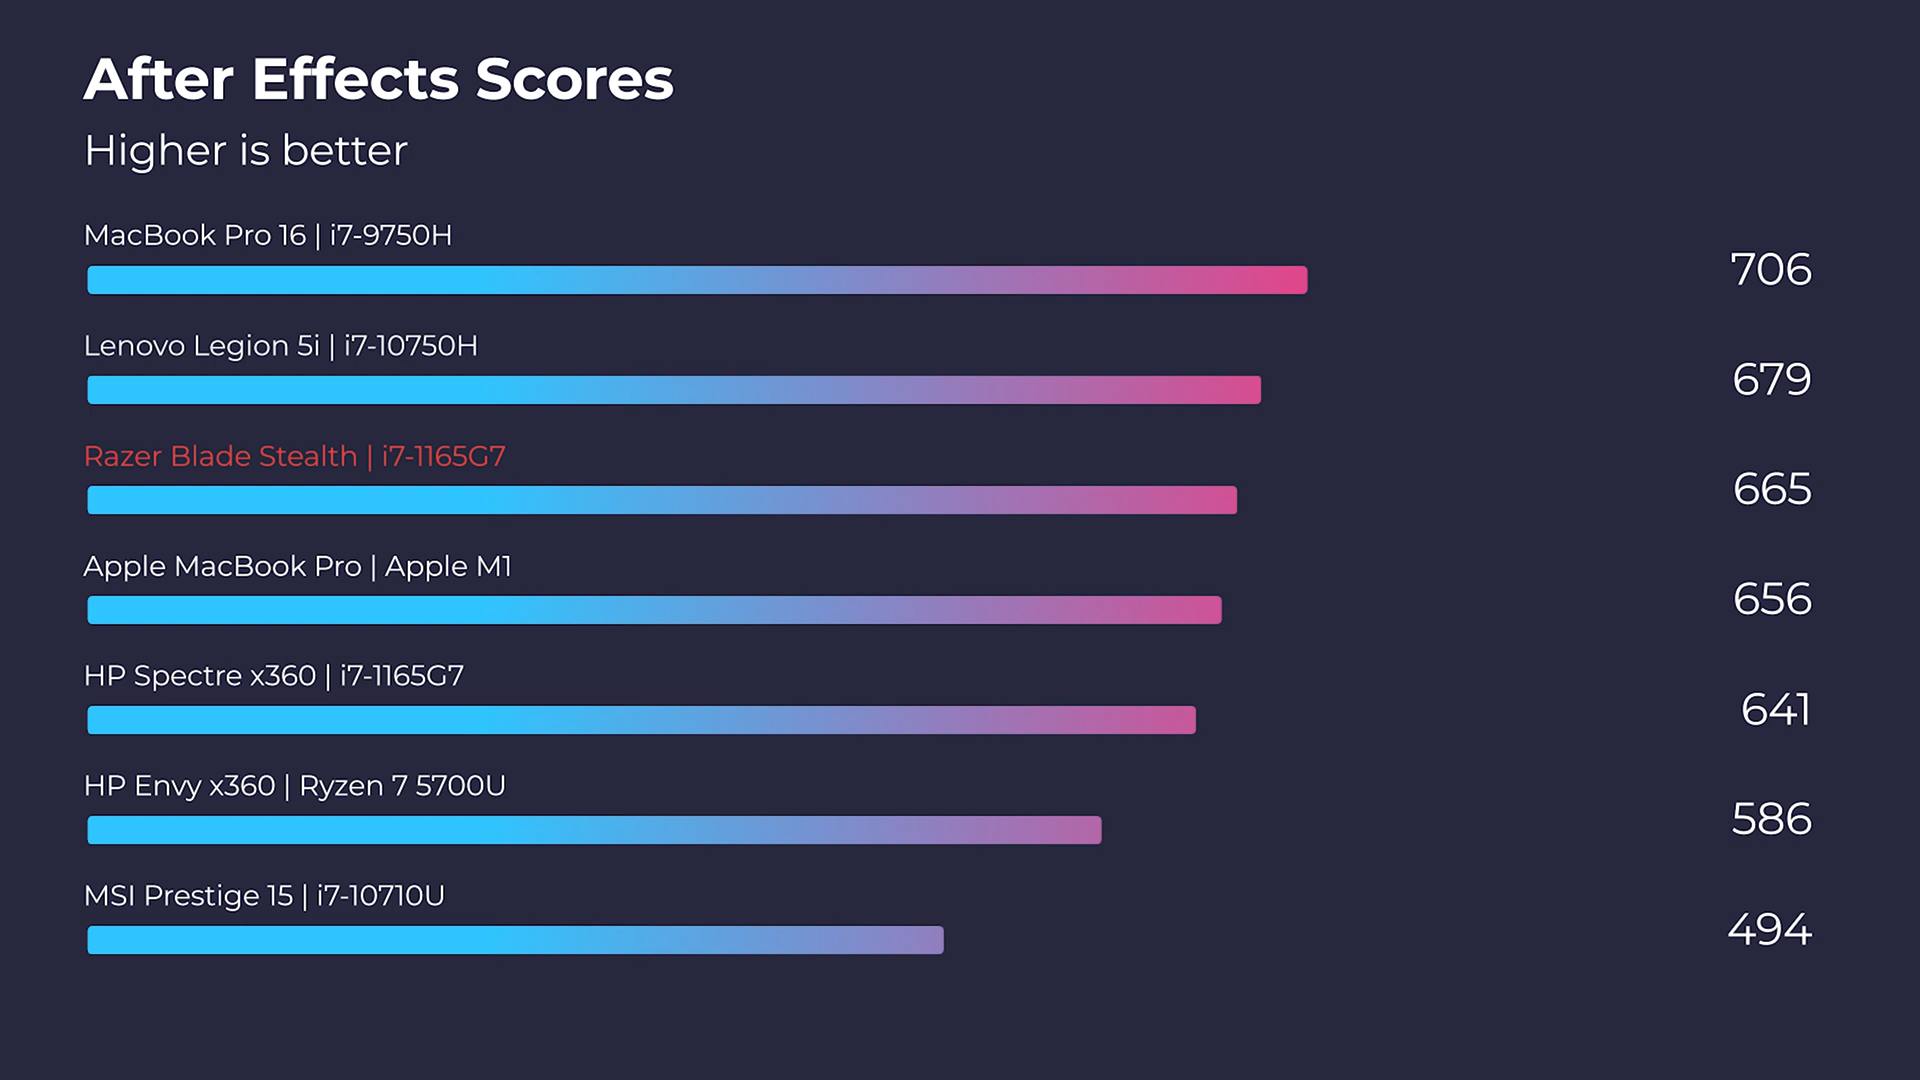 After Effects Scores
Higher is better
MacBook Pro 16 | i7-9750H
706
Lenovo Legion 5i | i7-10750H
679
Razer Blade Stealth | i7-1165G7
665
Apple MacBook Pro | Apple M1
656
HP Spectre x360 | i7-1165G7
641
HP Envy x360 | Ryzen 7 5700U
586
MSI Prestige 15 | i7-10710U
494